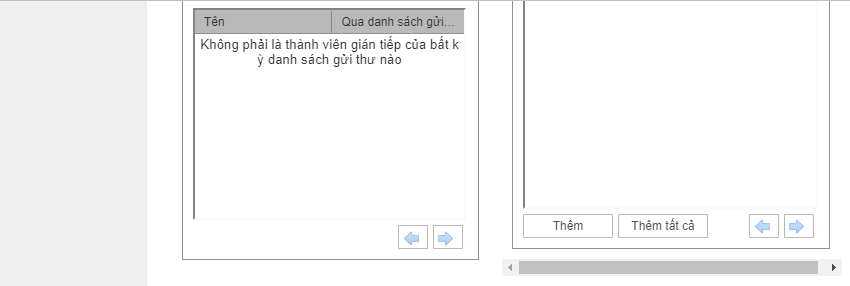 Tên
Qua danh sách gửi...
Không phải là thành viên gián tiếp của bất k
ỳ danh sách gửi thư nào
Thêm
Thêm tất cả